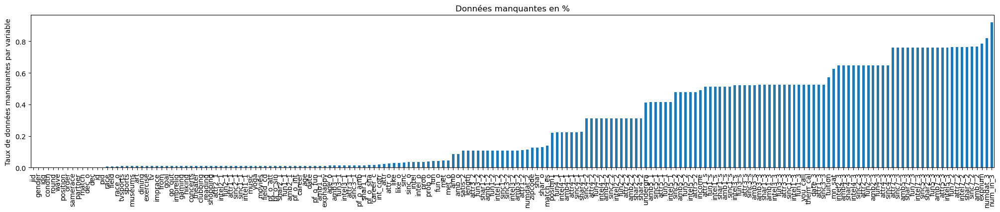 Données manquantes en %
Taux de données manquantes par variable
0.8
0.6
0.4
0.2
0.0
iid
gender
idg
condtn
round
wave
position
order
samerace
partner
match
dec_o
dec
id
pid
race
field
race_o
tvsports
sports
museums
art
dining
exercise
tv
imprace
from
goal
go_out
imprelig
gaming
hiking
concerts
theater
clubbing
reading
shopping
attr2_1
intel2_1
fun1_1
attr1_1
sinc2_1
sinc1_1
intel1_1
music
yoga
movies
field_cd
pf_o_att
pf_o_sin
shar2_1
fun2_1
amb2_1
pf_o_int
career
age
date
pf_o_fun
amb1_1
exphappy
age_o
amb3_1
fun3_1
intel3_1
attr3_1
sinc3_1
pf_o_amb
shar1_1
pf_o_sha
career_c
int_corr
attr
attr_o
like
like_o
sinc
sinc_o
intel
intel_o
prob
prob_o
fun
fun_o
met
met_o
amb
amb_o
satis_2
length
attr3_2
fun3_2
shar1_2
amb1_2
fun1_2
intel1_2
sinc1_2
sinc3_2
intel3_2
amb3_2
attr1_2
numdat_2
zipcode
shar
shar_o
match_es
positin1
fun4_1
intel4_1
amb4_1
attr4_1
sinc4_1
shar4_1
sinc4_2
attr4_2
fun4_2
intel4_2
amb4_2
sinc2_2
intel2_2
fun2_2
attr2_2
amb2_2
shar4_2
shar2_2
undergra
amb5_1
sinc5_1
attr5_1
fun5_1
intel5_1
sinc5_2
amb5_2
fun5_2
intel5_2
attr5_2
income
attr1_s
fun1_s
intel1_s
shar1_s
amb1_s
sinc1_s
intel3_s
fun3_s
attr3_s
sinc3_s
amb3_s
shar1_3
amb3_3
amb1_3
intel3_3
fun3_3
attr3_3
sinc1_3
intel1_3
fun1_3
you_call
them_cal
date_3
attr1_3
sinc3_3
tuition
mn_sat
intel2_3
amb2_3
shar4_3
intel4_3
sinc2_3
attr2_3
fun2_3
amb4_3
fun4_3
attr4_3
sinc4_3
attr7_3
sinc7_3
amb5_3
shar7_3
shar2_3
fun7_3
intel7_3
sinc5_3
attr5_3
fun5_3
amb7_3
intel5_3
intel7_2
fun7_2
attr7_2
sinc7_2
shar7_2
amb7_2
expnum
numdat_3
num_in_3